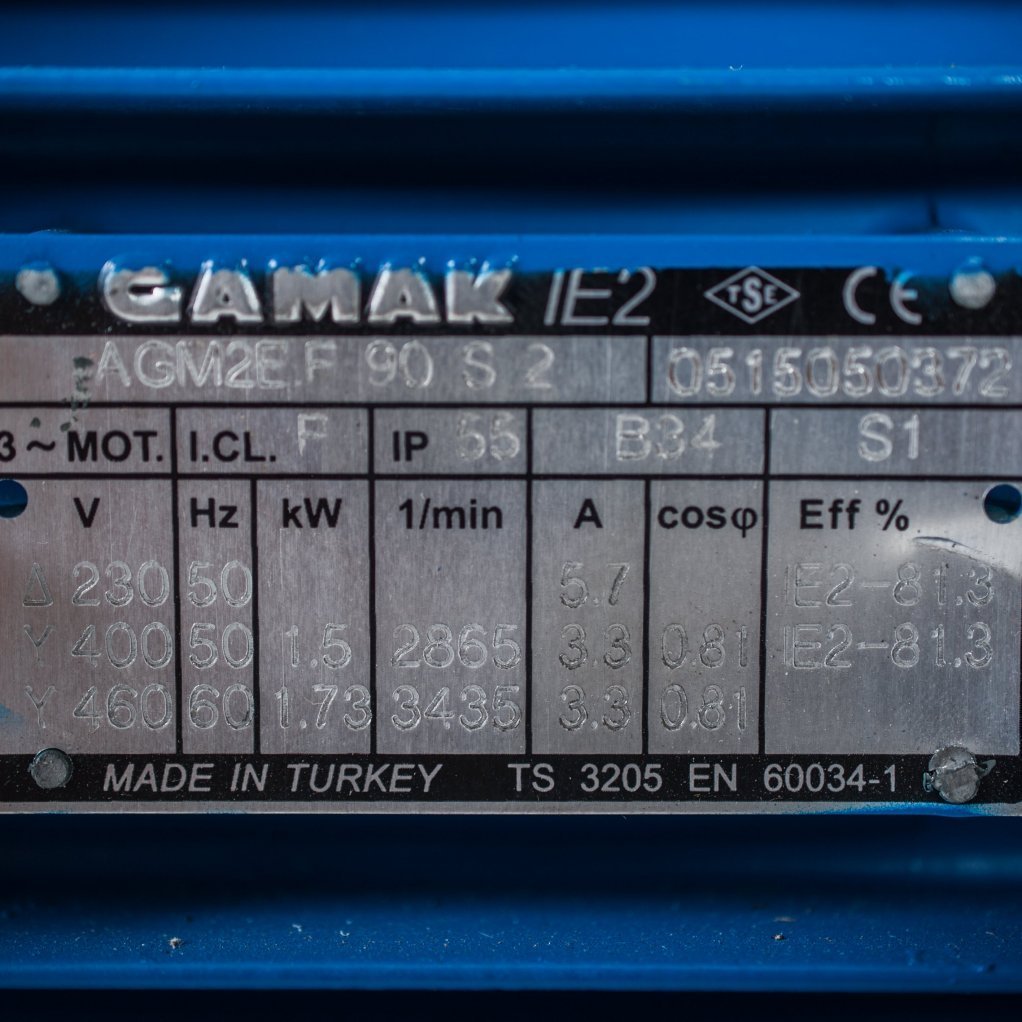 GAMAK IE2 TSE CE
AGM2E F 90 S 2 0515050372
3 ~ MOT. I.CL. F IP 55 B34 S1
V Hz kW 1/min A cosφ Eff %
Δ 230 50 5.7 IE2-81.3
Y 400 50 1.5 2865 3.3 0.81 IE2-81.3
Y 460 60 1.73 3435 3.3 0.81
MADE IN TURKEY TS 3205 EN 60034-1